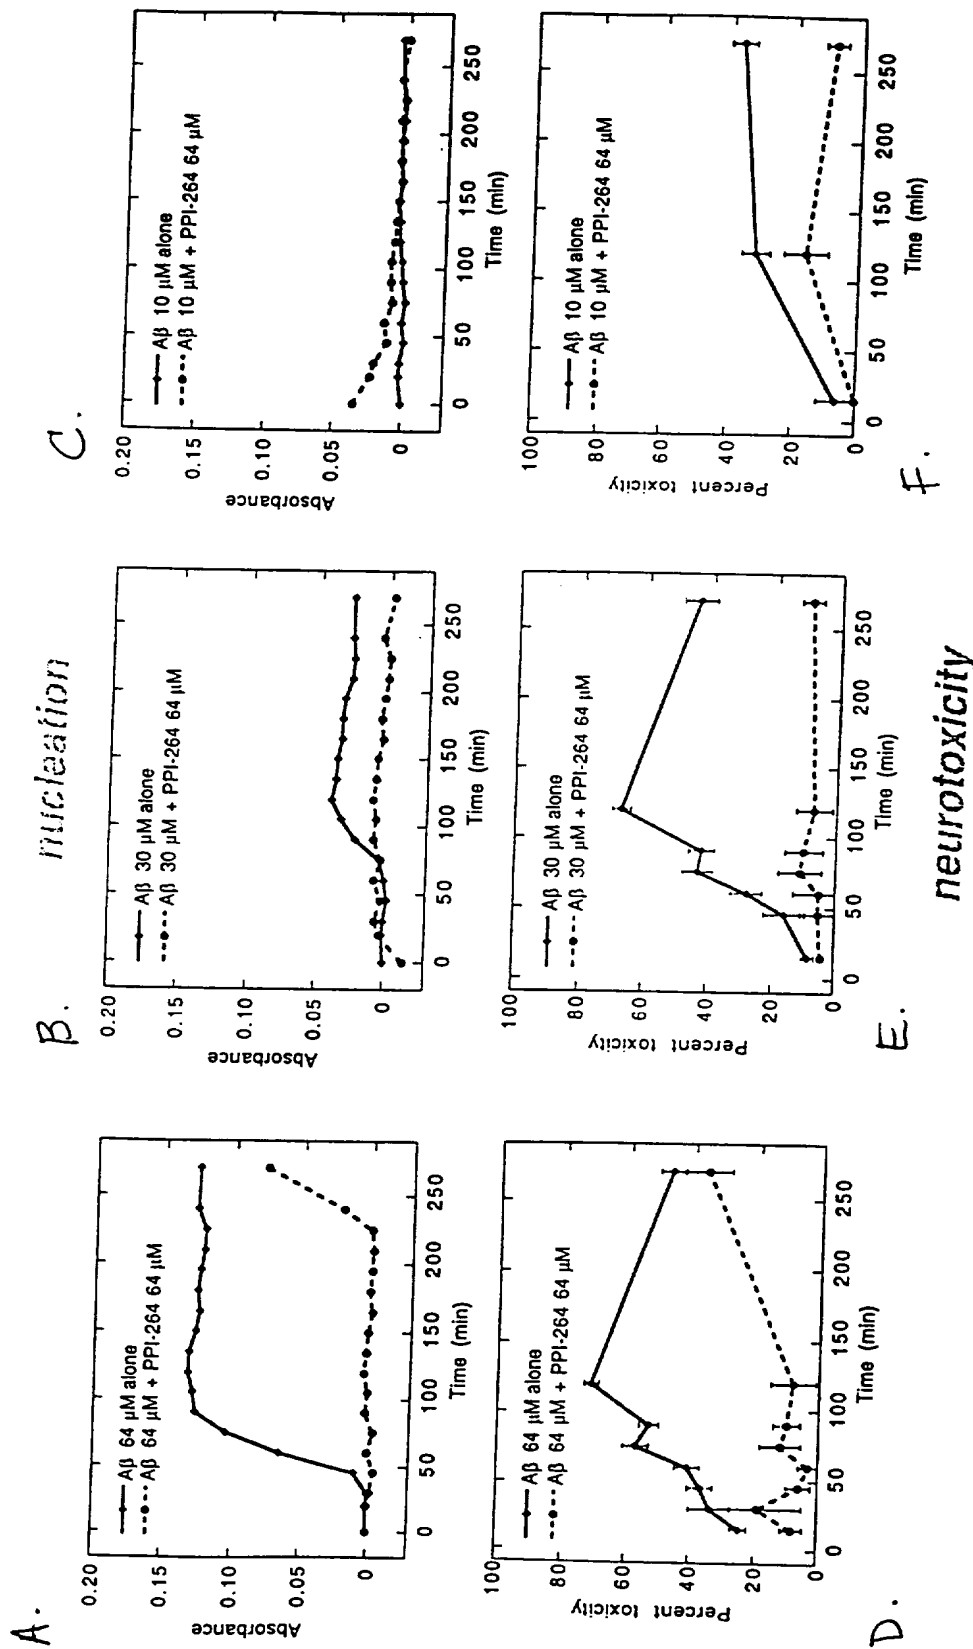 nucleation
A.
0.20
0.15
0.10
0.05
0
Absorbance
Aβ 64 μM alone
Aβ 64 μM + PPI-264 64 μM
0 50 100 150 200 250
Time (min)
B.
0.20
0.15
0.10
0.05
0
Absorbance
Aβ 30 μM alone
Aβ 30 μM + PPI-264 64 μM
0 50 100 150 200 250
Time (min)
C.
0.20
0.15
0.10
0.05
0
Absorbance
Aβ 10 μM alone
Aβ 10 μM + PPI-264 64 μM
0 50 100 150 200 250
Time (min)
D.
100
80
60
40
20
0
Percent toxicity
Aβ 64 μM alone
Aβ 64 μM + PPI-264 64 μM
0 50 100 150 200 250
Time (min)
E.
100
80
60
40
20
0
Percent toxicity
Aβ 30 μM alone
Aβ 30 μM + PPI-264 64 μM
0 50 100 150 200 250
Time (min)
F.
100
80
60
40
20
0
Percent toxicity
Aβ 10 μM alone
Aβ 10 μM + PPI-264 64 μM
0 50 100 150 200 250
Time (min)
neurotoxicity